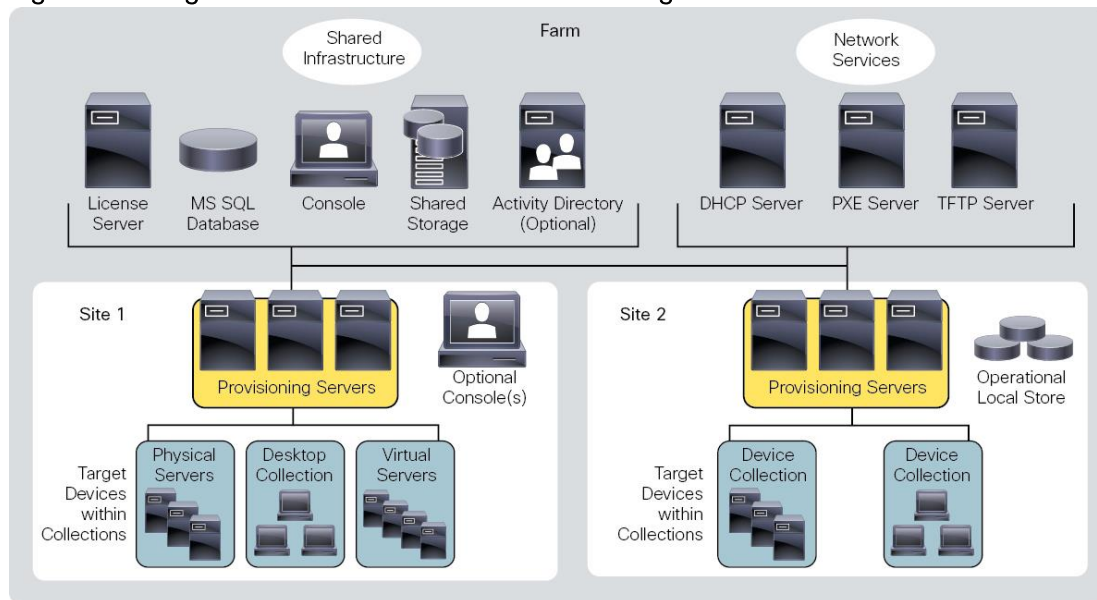 Farm
Shared
Infrastructure
Network
Services
License
Server
MS SQL
Database
Console
Shared
Storage
Activity Directory
(Optional)
DHCP Server
PXE Server
TFTP Server
Site 1
Provisioning Servers
Optional
Console(s)
Target
Devices
within
Collections
Physical
Servers
Desktop
Collection
Virtual
Servers
Site 2
Provisioning Servers
Operational
Local Store
Target
Devices
within
Collections
Device
Collection
Device
Collection